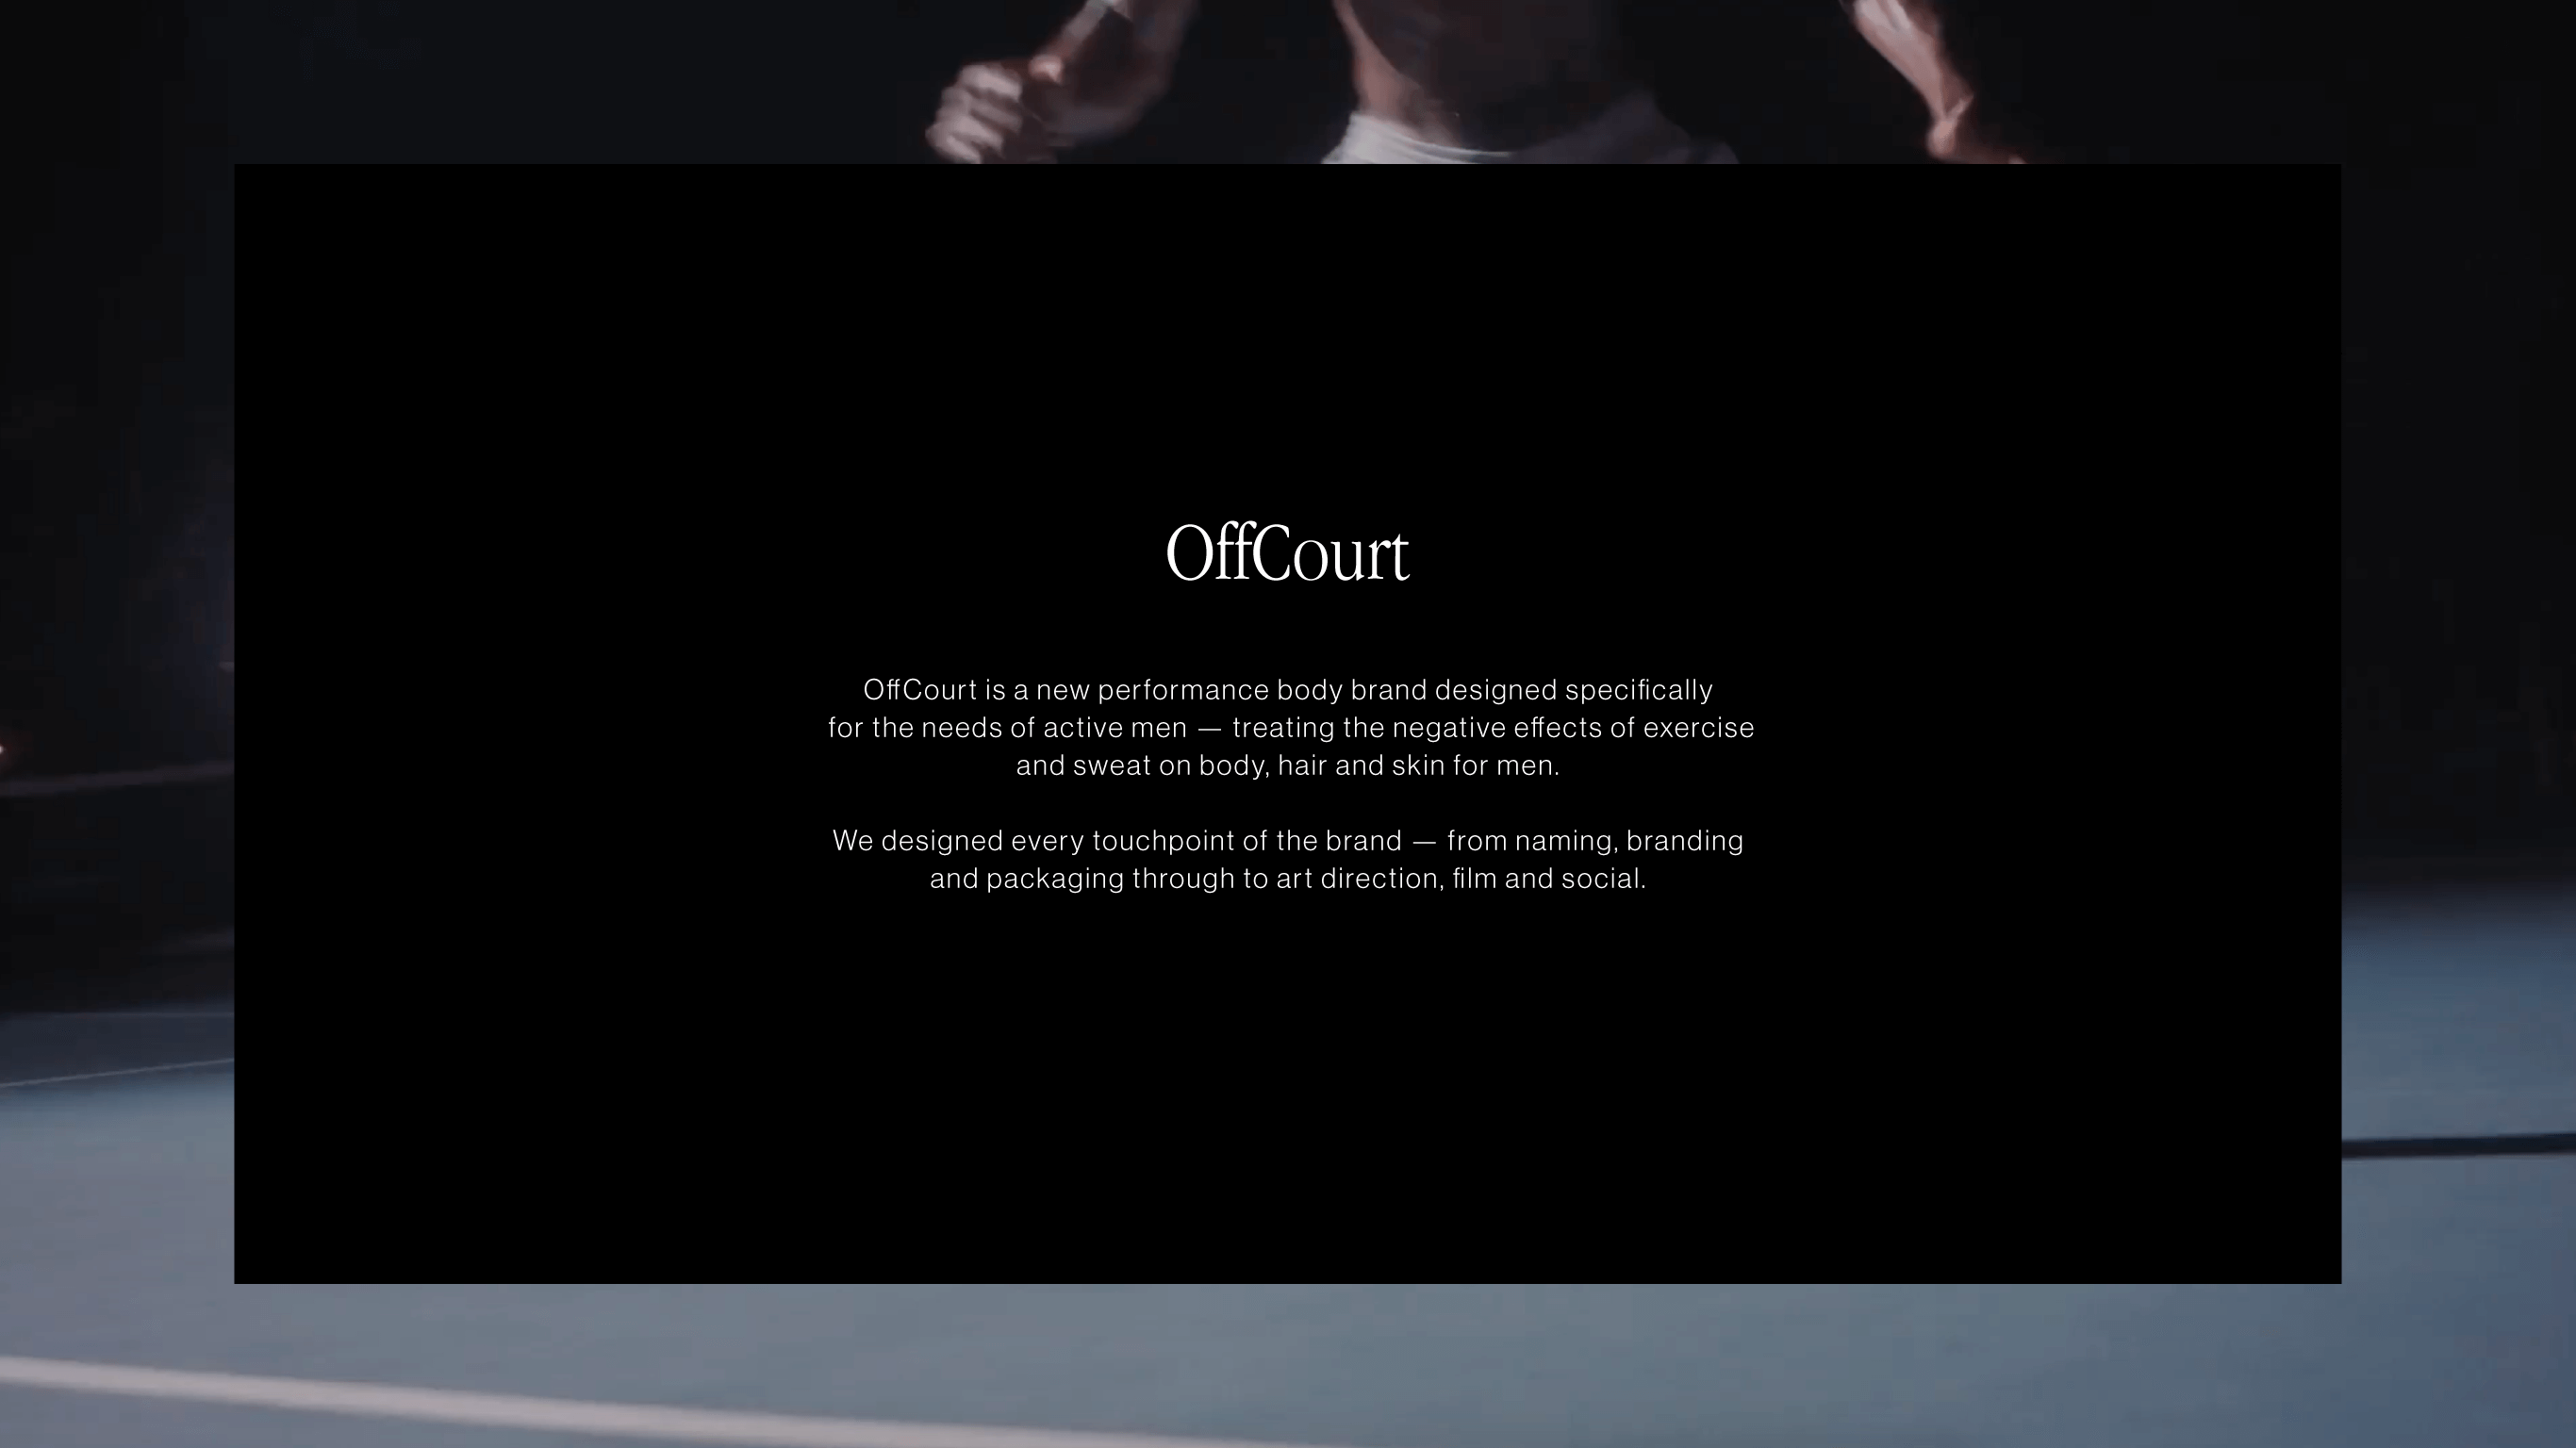 OffCourt
OffCourt is a new performance body brand designed specifically
for the needs of active men — treating the negative effects of exercise
and sweat on body, hair and skin for men.
We designed every touchpoint of the brand — from naming, branding
and packaging through to art direction, film and social.